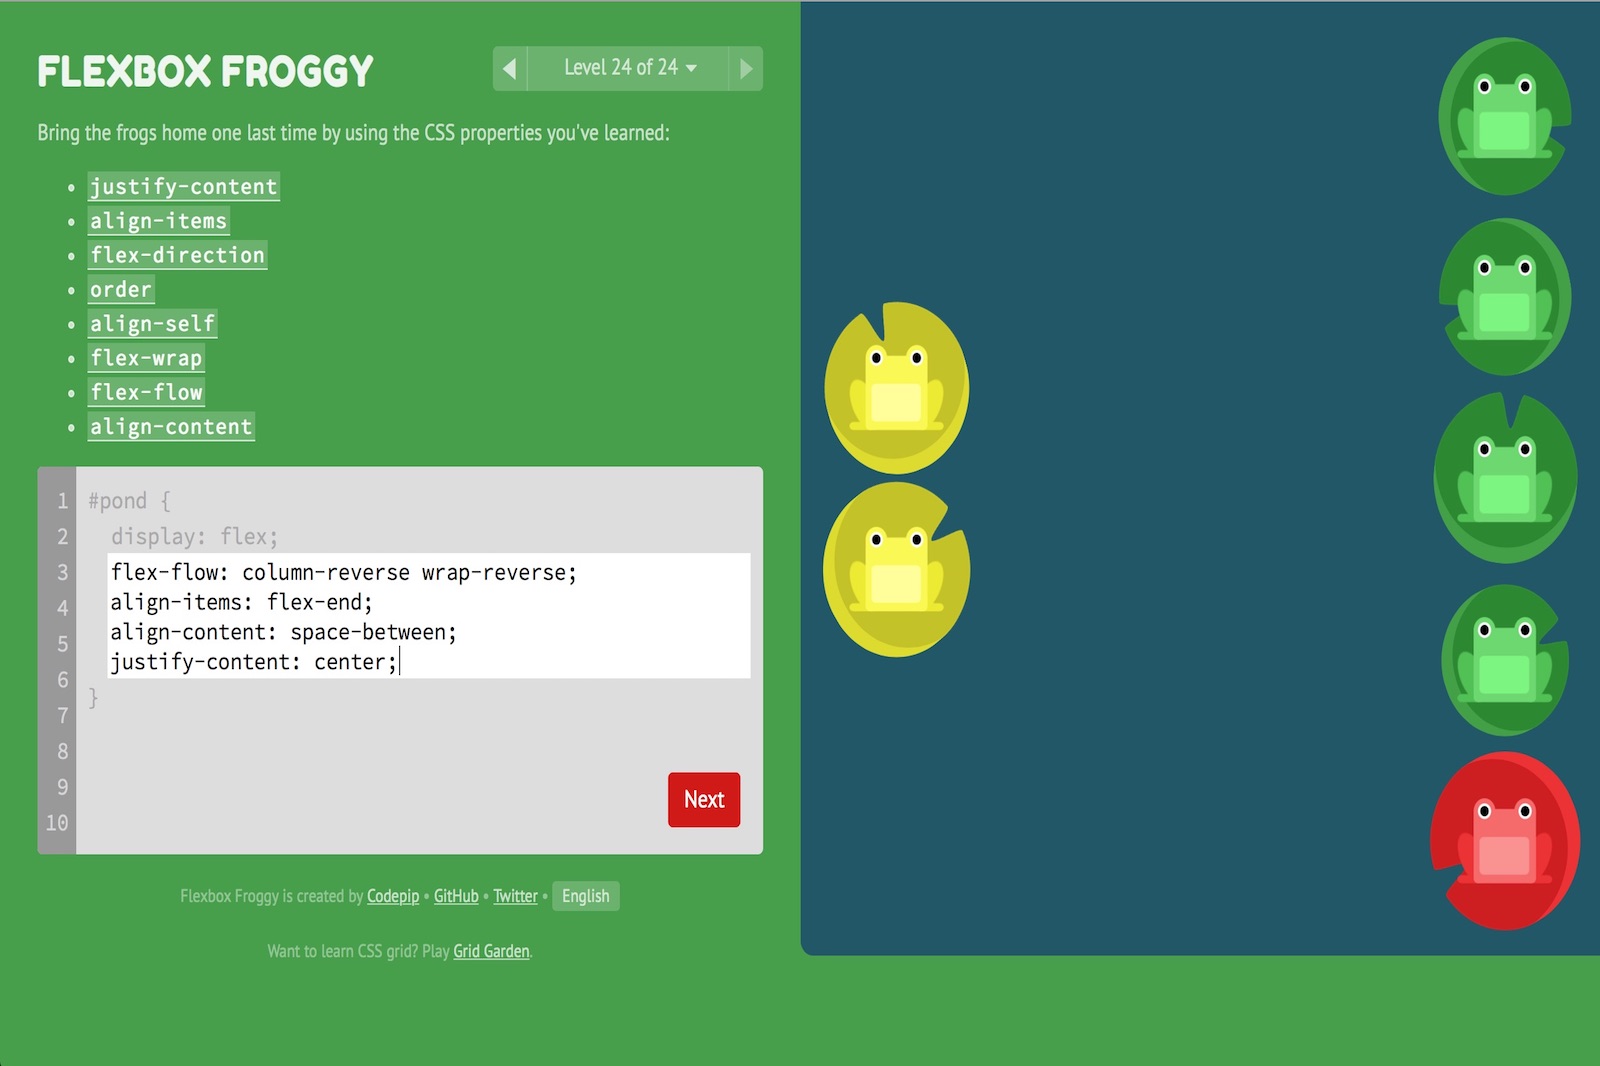 FLEXBOX FROGGY
Level 24 of 24
Bring the frogs home one last time by using the CSS properties you've learned:
• justify-content
• align-items
• flex-direction
• order
• align-self
• flex-wrap
• flex-flow
• align-content
1 #pond {
2 display: flex;
3 flex-flow: column-reverse wrap-reverse;
4 align-items: flex-end;
5 align-content: space-between;
6 justify-content: center;
7 }
8
9
10
Next
Flexbox Froggy is created by Codepip • GitHub • Twitter • English
Want to learn CSS grid? Play Grid Garden.